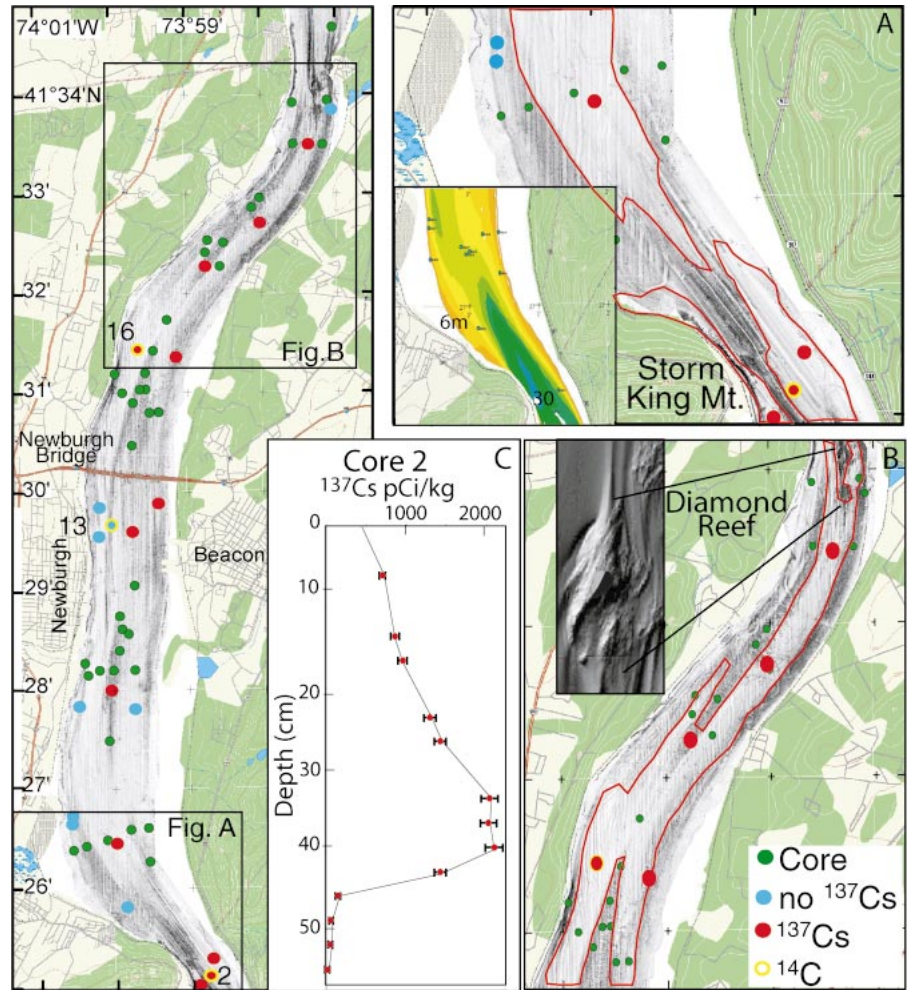 74°01'W
73°59'
41°34'N
33'
32'
16
Fig.B
31'
Newburgh
Bridge
30'
13
Newburgh
Beacon
29'
28'
27'
Fig. A
26'
2
A
6m
30
Storm
King Mt.
C
Core 2
137Cs pCi/kg
0
1000
2000
10
20
30
40
50
Depth (cm)
B
Diamond
Reef
Core
no 137Cs
137Cs
14C